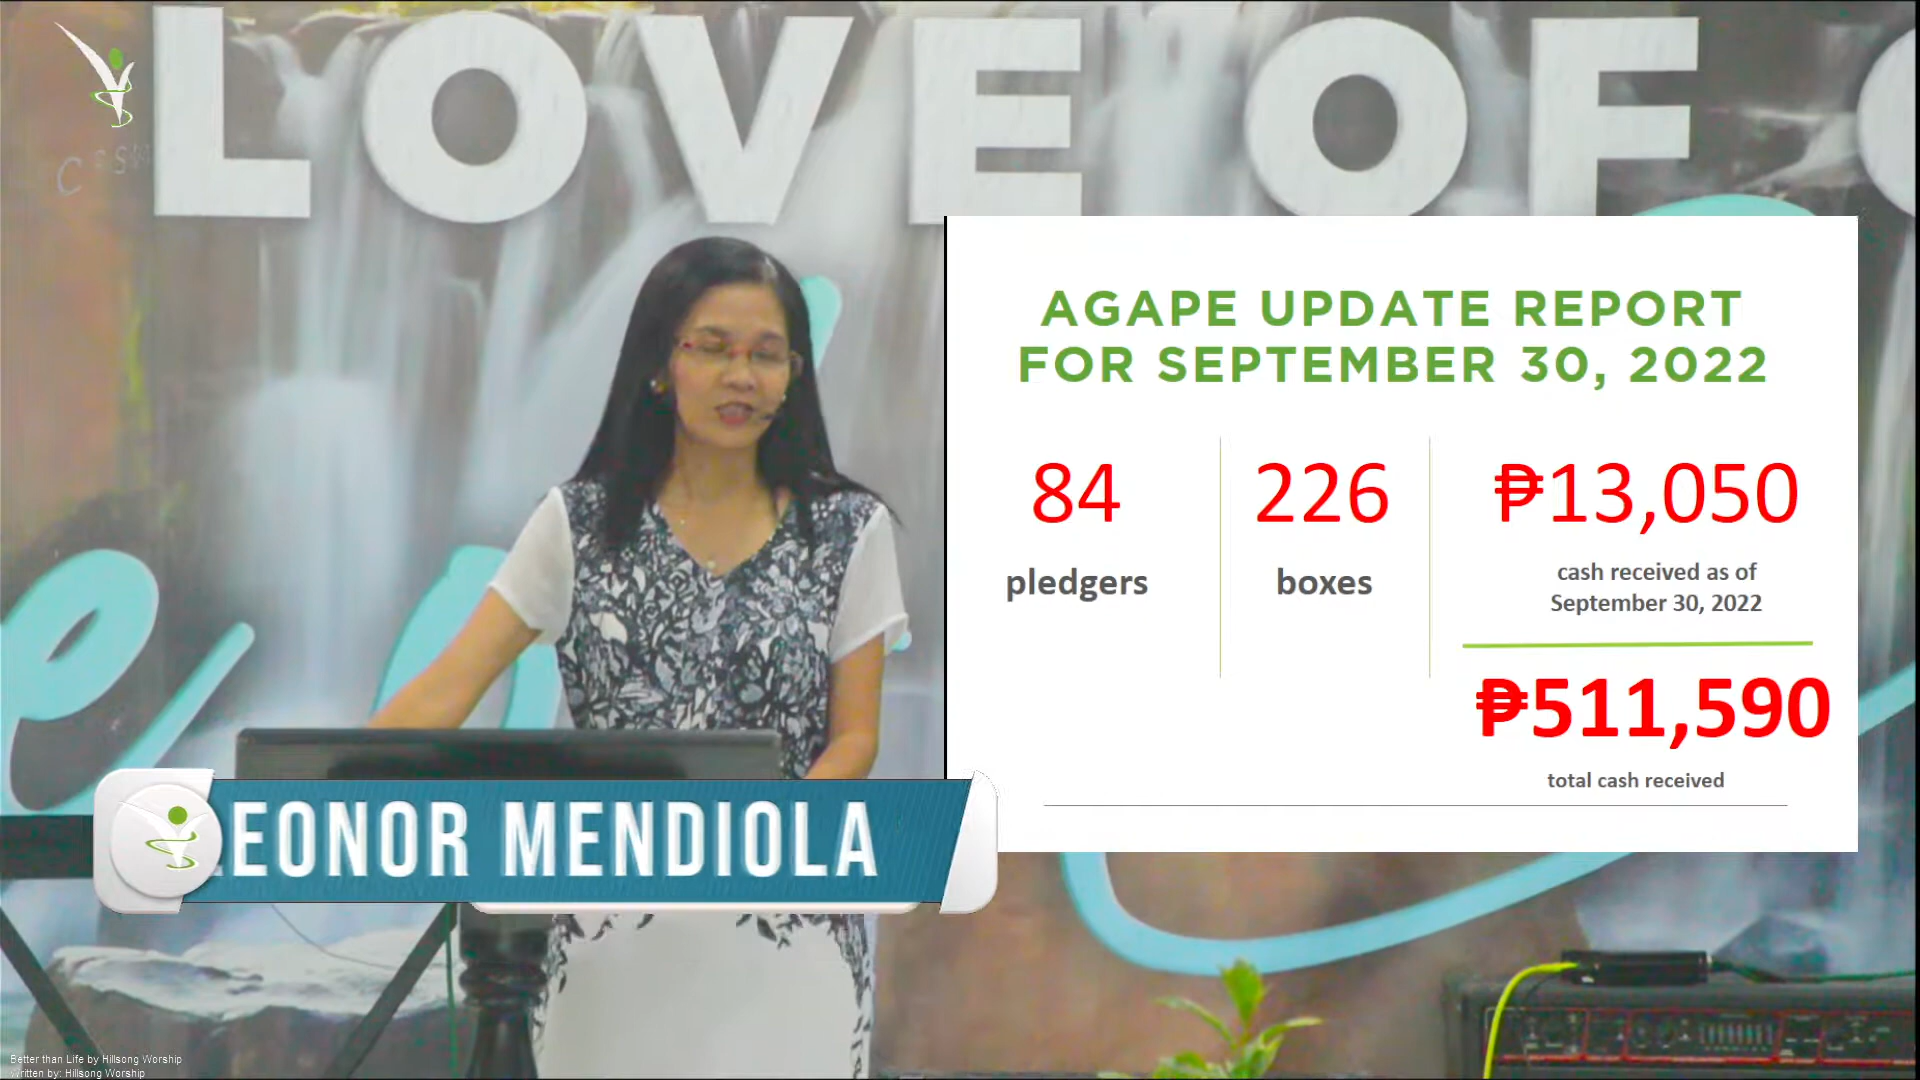 LOVE OF
AGAPE UPDATE REPORT
FOR SEPTEMBER 30, 2022
84
pledgers
226
boxes
₱13,050
cash received as of
September 30, 2022
₱511,590
total cash received
LEONOR MENDIOLA
Better than Life by Hillsong Worship
Written by: Hillsong Worship